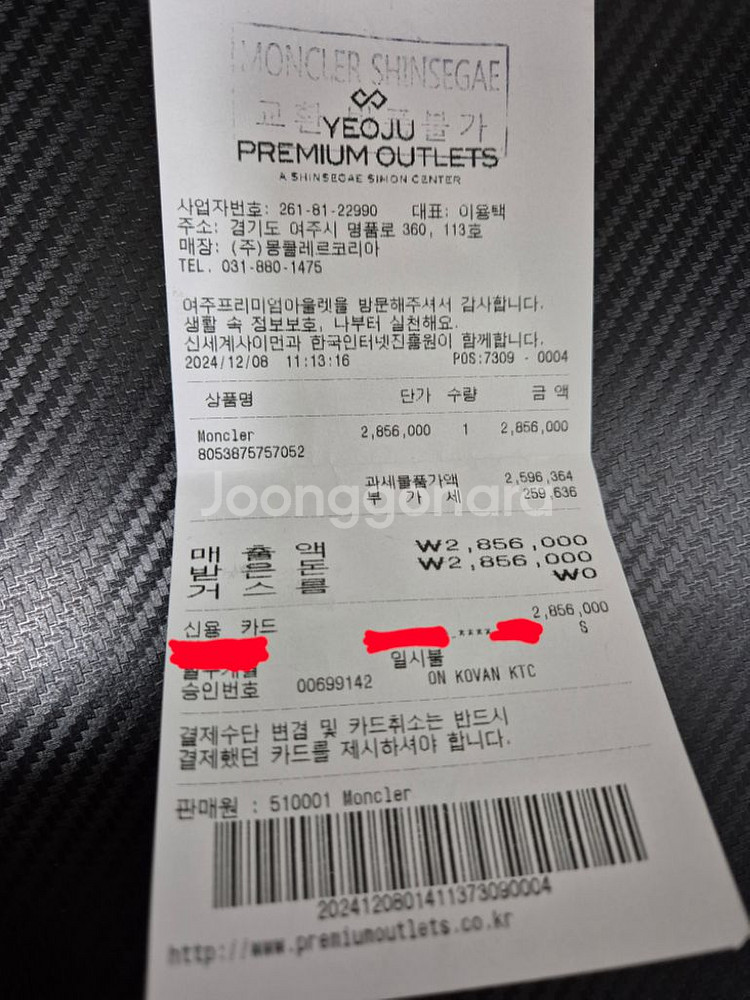 MONCLER SHINSEGAE
교환 반품불가
YEOJU
PREMIUM OUTLETS
A SHINSEGAE SIMON CENTER
사업자번호: 261-81-22990 대표: 이용택
주소: 경기도 여주시 명품로 360, 113호
매장: (주)몽클레르코리아
TEL. 031-880-1475
여주프리미엄아울렛을 방문해주셔서 감사합니다.
생활 속 정보보호, 나부터 실천해요.
신세계사이먼과 한국인터넷진흥원이 함께합니다.
2024/12/08 11:13:16 POS:7309 - 0004
상품명 단가 수량 금 액
Moncler 2,856,000 1 2,856,000
8053875757052
과세물품가액 2,596,364
부 가 세 259,636
Joonggonara
매 출 액 ₩2,856,000
받 은 돈 ₩2,856,000
거 스 름 ₩0
신용 카드 2,856,000
-**** S
할부개월 일시불
승인번호 00699142 ON KOVAN KTC
결제수단 변경 및 카드취소는 반드시
결제했던 카드를 제시하셔야 합니다.
판매원 : 510001 Moncler
2024120801411373090004
http://www.premiumoutlets.co.kr